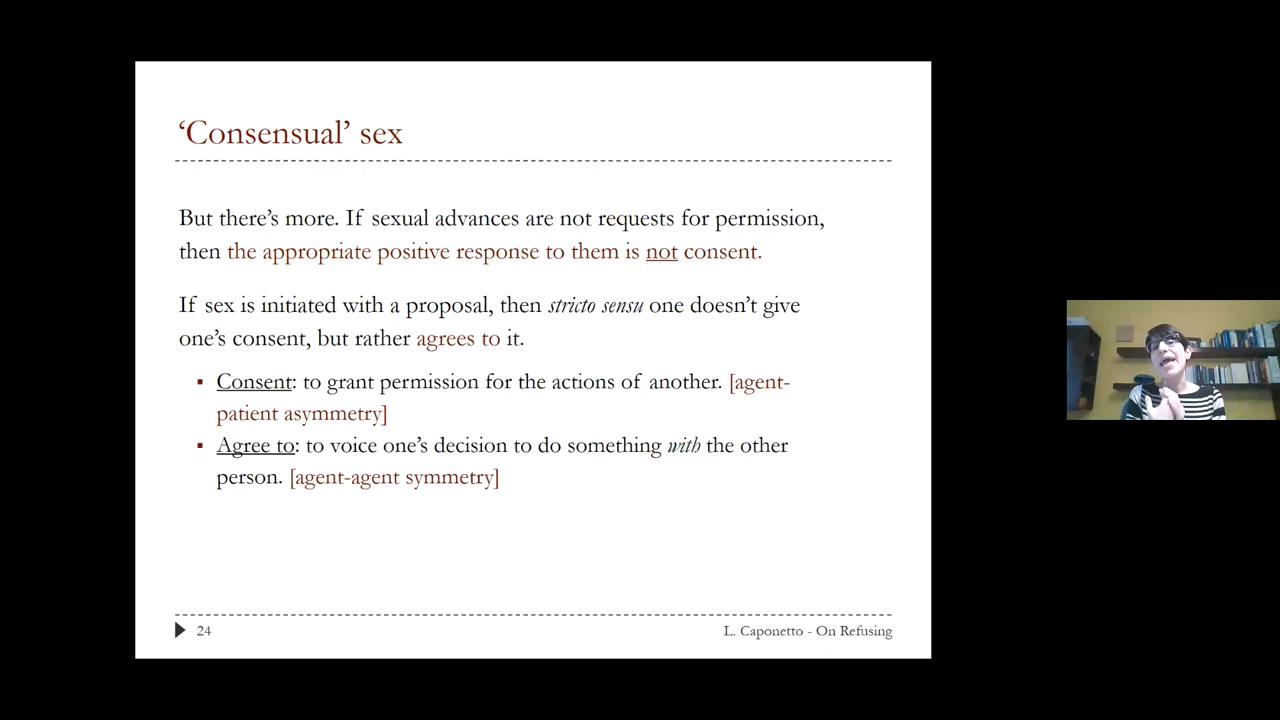 ‘Consensual’ sex
But there’s more. If sexual advances are not requests for permission,
then the appropriate positive response to them is not consent.
If sex is initiated with a proposal, then stricto sensu one doesn’t give
one’s consent, but rather agrees to it.
▪ Consent: to grant permission for the actions of another. [agent-
patient asymmetry]
▪ Agree to: to voice one’s decision to do something with the other
person. [agent-agent symmetry]
24
L. Caponetto - On Refusing